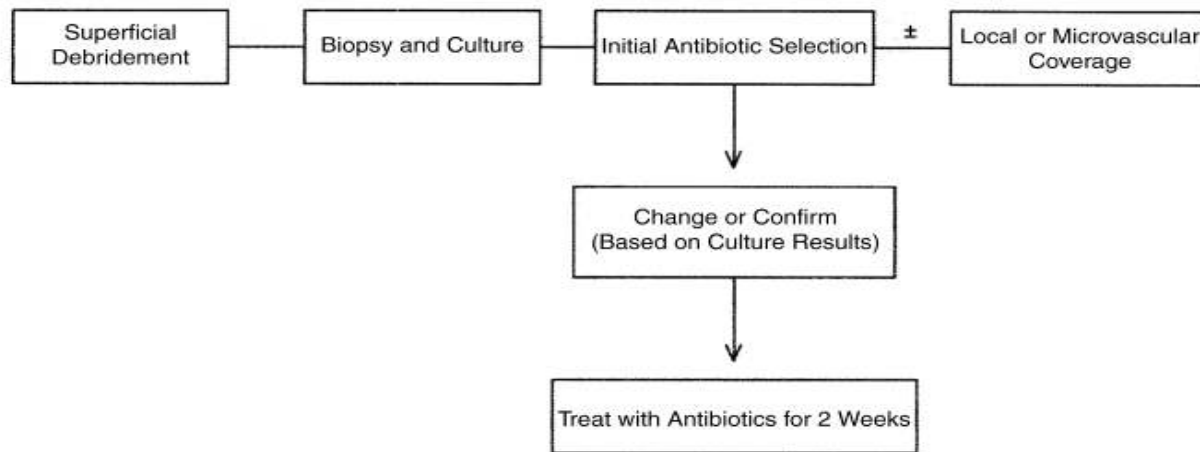 Superficial
Debridement
Biopsy and Culture
Initial Antibiotic Selection
±
Local or Microvascular
Coverage
Change or Confirm
(Based on Culture Results)
Treat with Antibiotics for 2 Weeks